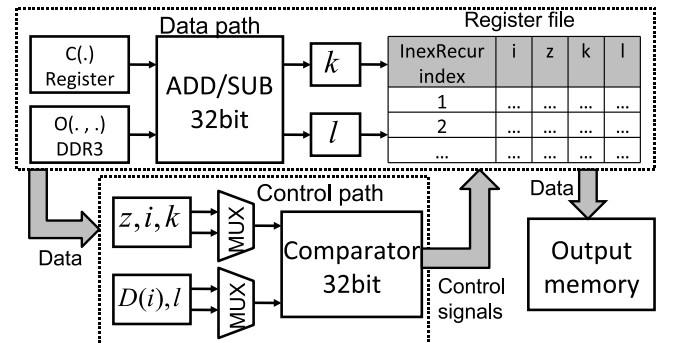 Data path
Register file
C(.)
Register
O(. , .)
DDR3
ADD/SUB
32bit
k
l
InexRecur
index
i
z
k
l
1
...
...
...
...
2
...
...
...
...
...
...
...
...
...
Data
Control path
z,i,k
MUX
D(i),l
MUX
Comparator
32bit
Control
signals
Data
Output
memory